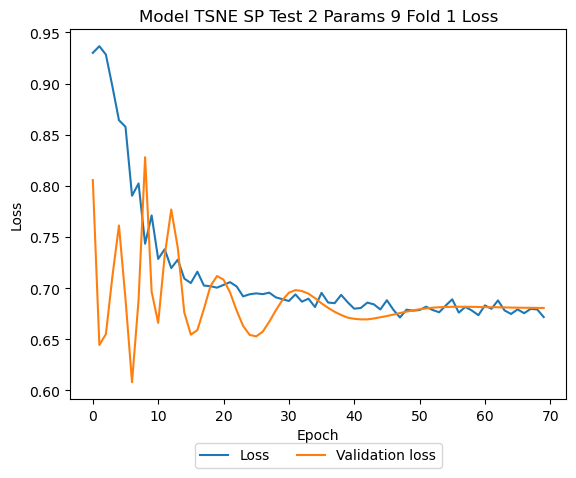 Model TSNE SP Test 2 Params 9 Fold 1 Loss
0.95
0.90
0.85
0.80
0.75
0.70
0.65
0.60
Loss
0 10 20 30 40 50 60 70
Epoch
Loss Validation loss